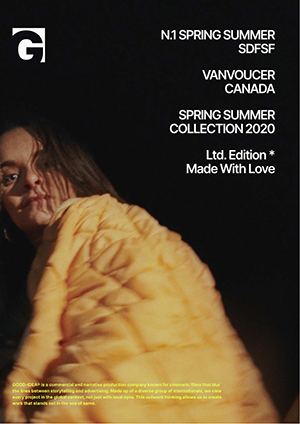 G
N.1 SPRING SUMMER
SDFSF
VANVOUCER
CANADA
SPRING SUMMER
COLLECTION 2020
Ltd. Edition *
Made With Love
GOOD-IDEA® is a commercial and narrative production company known for cinematic films that blur
the lines between storytelling and advertising. Made up of a diverse group of internationals, we view
every project in the global context, not just with local eyes. This outward thinking allows us to create
work that stands out in the sea of same.